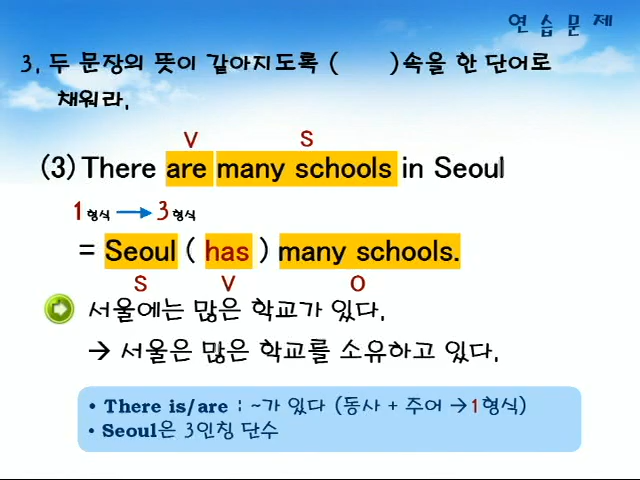 연습문제
3. 두 문장의 뜻이 같아지도록 ( )속을 한 단어로
채워라.
V S
(3) There are many schools in Seoul
1형식 → 3형식
= Seoul ( has ) many schools.
S V O
서울에는 많은 학교가 있다.
→ 서울은 많은 학교를 소유하고 있다.
• There is/are : ~가 있다 (동사 + 주어 →1형식)
• Seoul은 3인칭 단수